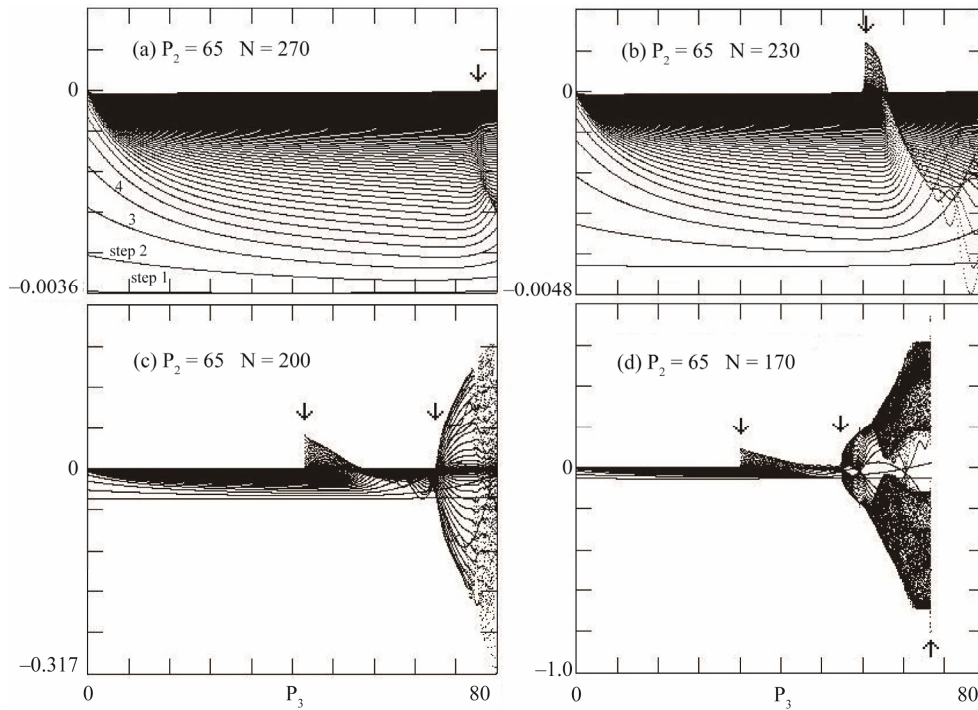 (a) P₂ = 65 N = 270
0
4
3
step 2
step 1
−0.0036
(b) P₂ = 65 N = 230
0
−0.0048
(c) P₂ = 65 N = 200
0
−0.317
0
P₃
80
(d) P₂ = 65 N = 170
0
−1.0
0
P₃
80